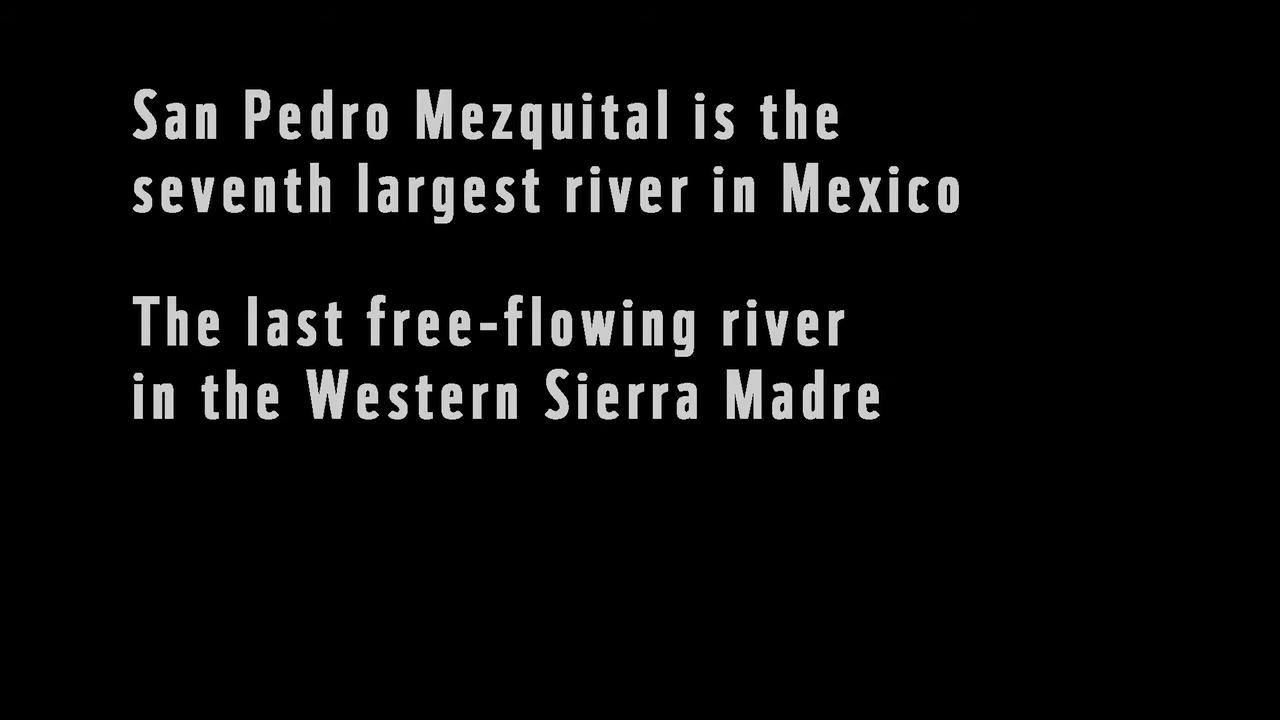 San Pedro Mezquital is the
seventh largest river in Mexico
The last free-flowing river
in the Western Sierra Madre